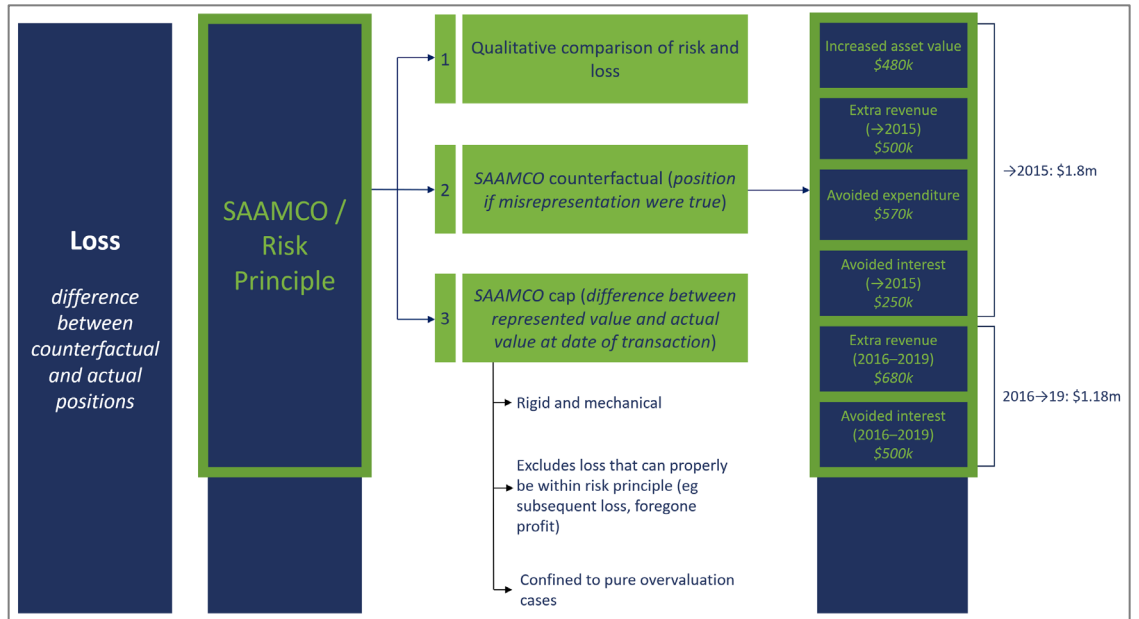 Loss
difference
between
counterfactual
and actual
positions
SAAMCO /
Risk
Principle
1
Qualitative comparison of risk and
loss
2
SAAMCO counterfactual (position
if misrepresentation were true)
3
SAAMCO cap (difference between
represented value and actual
value at date of transaction)
Rigid and mechanical
Excludes loss that can properly
be within risk principle (eg
subsequent loss, foregone
profit)
Confined to pure overvaluation
cases
Increased asset value
$480k
Extra revenue
(→2015)
$500k
Avoided expenditure
$570k
Avoided interest
(→2015)
$250k
Extra revenue
(2016–2019)
$680k
Avoided interest
(2016–2019)
$500k
→2015: $1.8m
2016→19: $1.18m